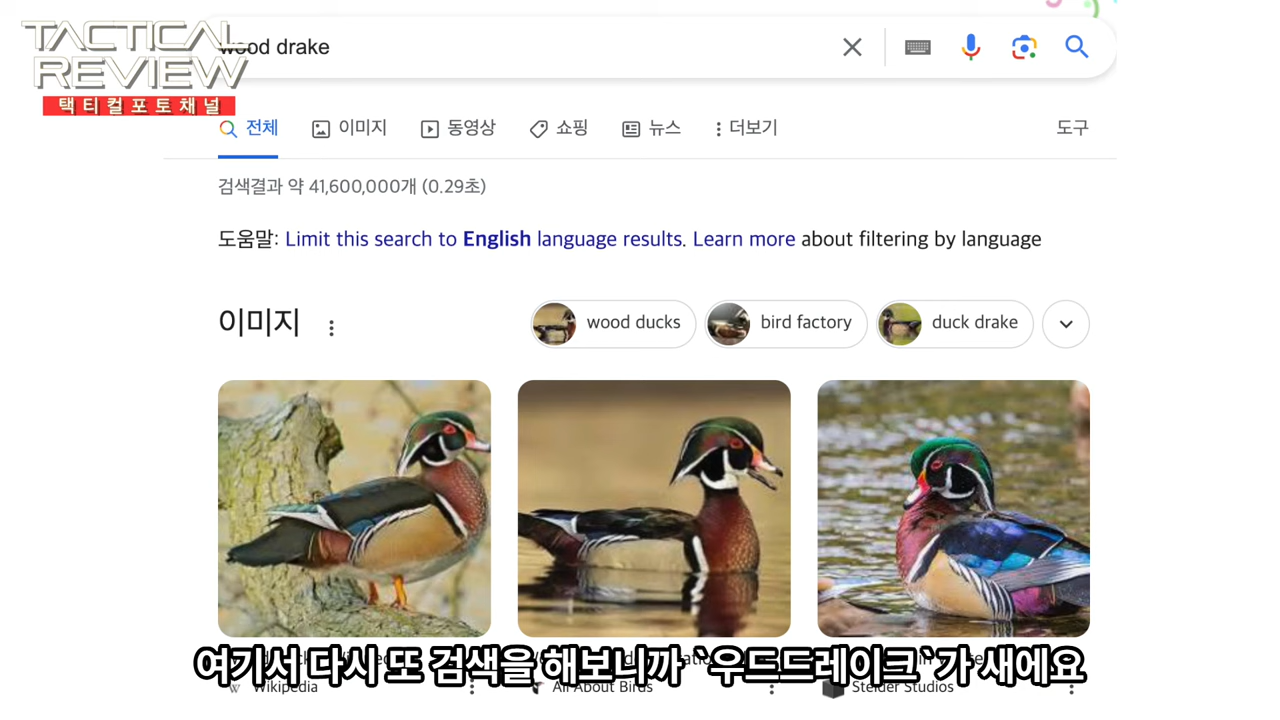 TACTICAL
REVIEW
택티컬포토채널
wood drake
전체
이미지
동영상
쇼핑
뉴스
더보기
도구
검색결과 약 41,600,000개 (0.29초)
도움말: Limit this search to English language results. Learn more about filtering by language
이미지
wood ducks
bird factory
duck drake
여기서 다시 또 검색을 해보니까 `우드드레이크`가 새에요
Wikipedia
All About Birds
Stelder Studios